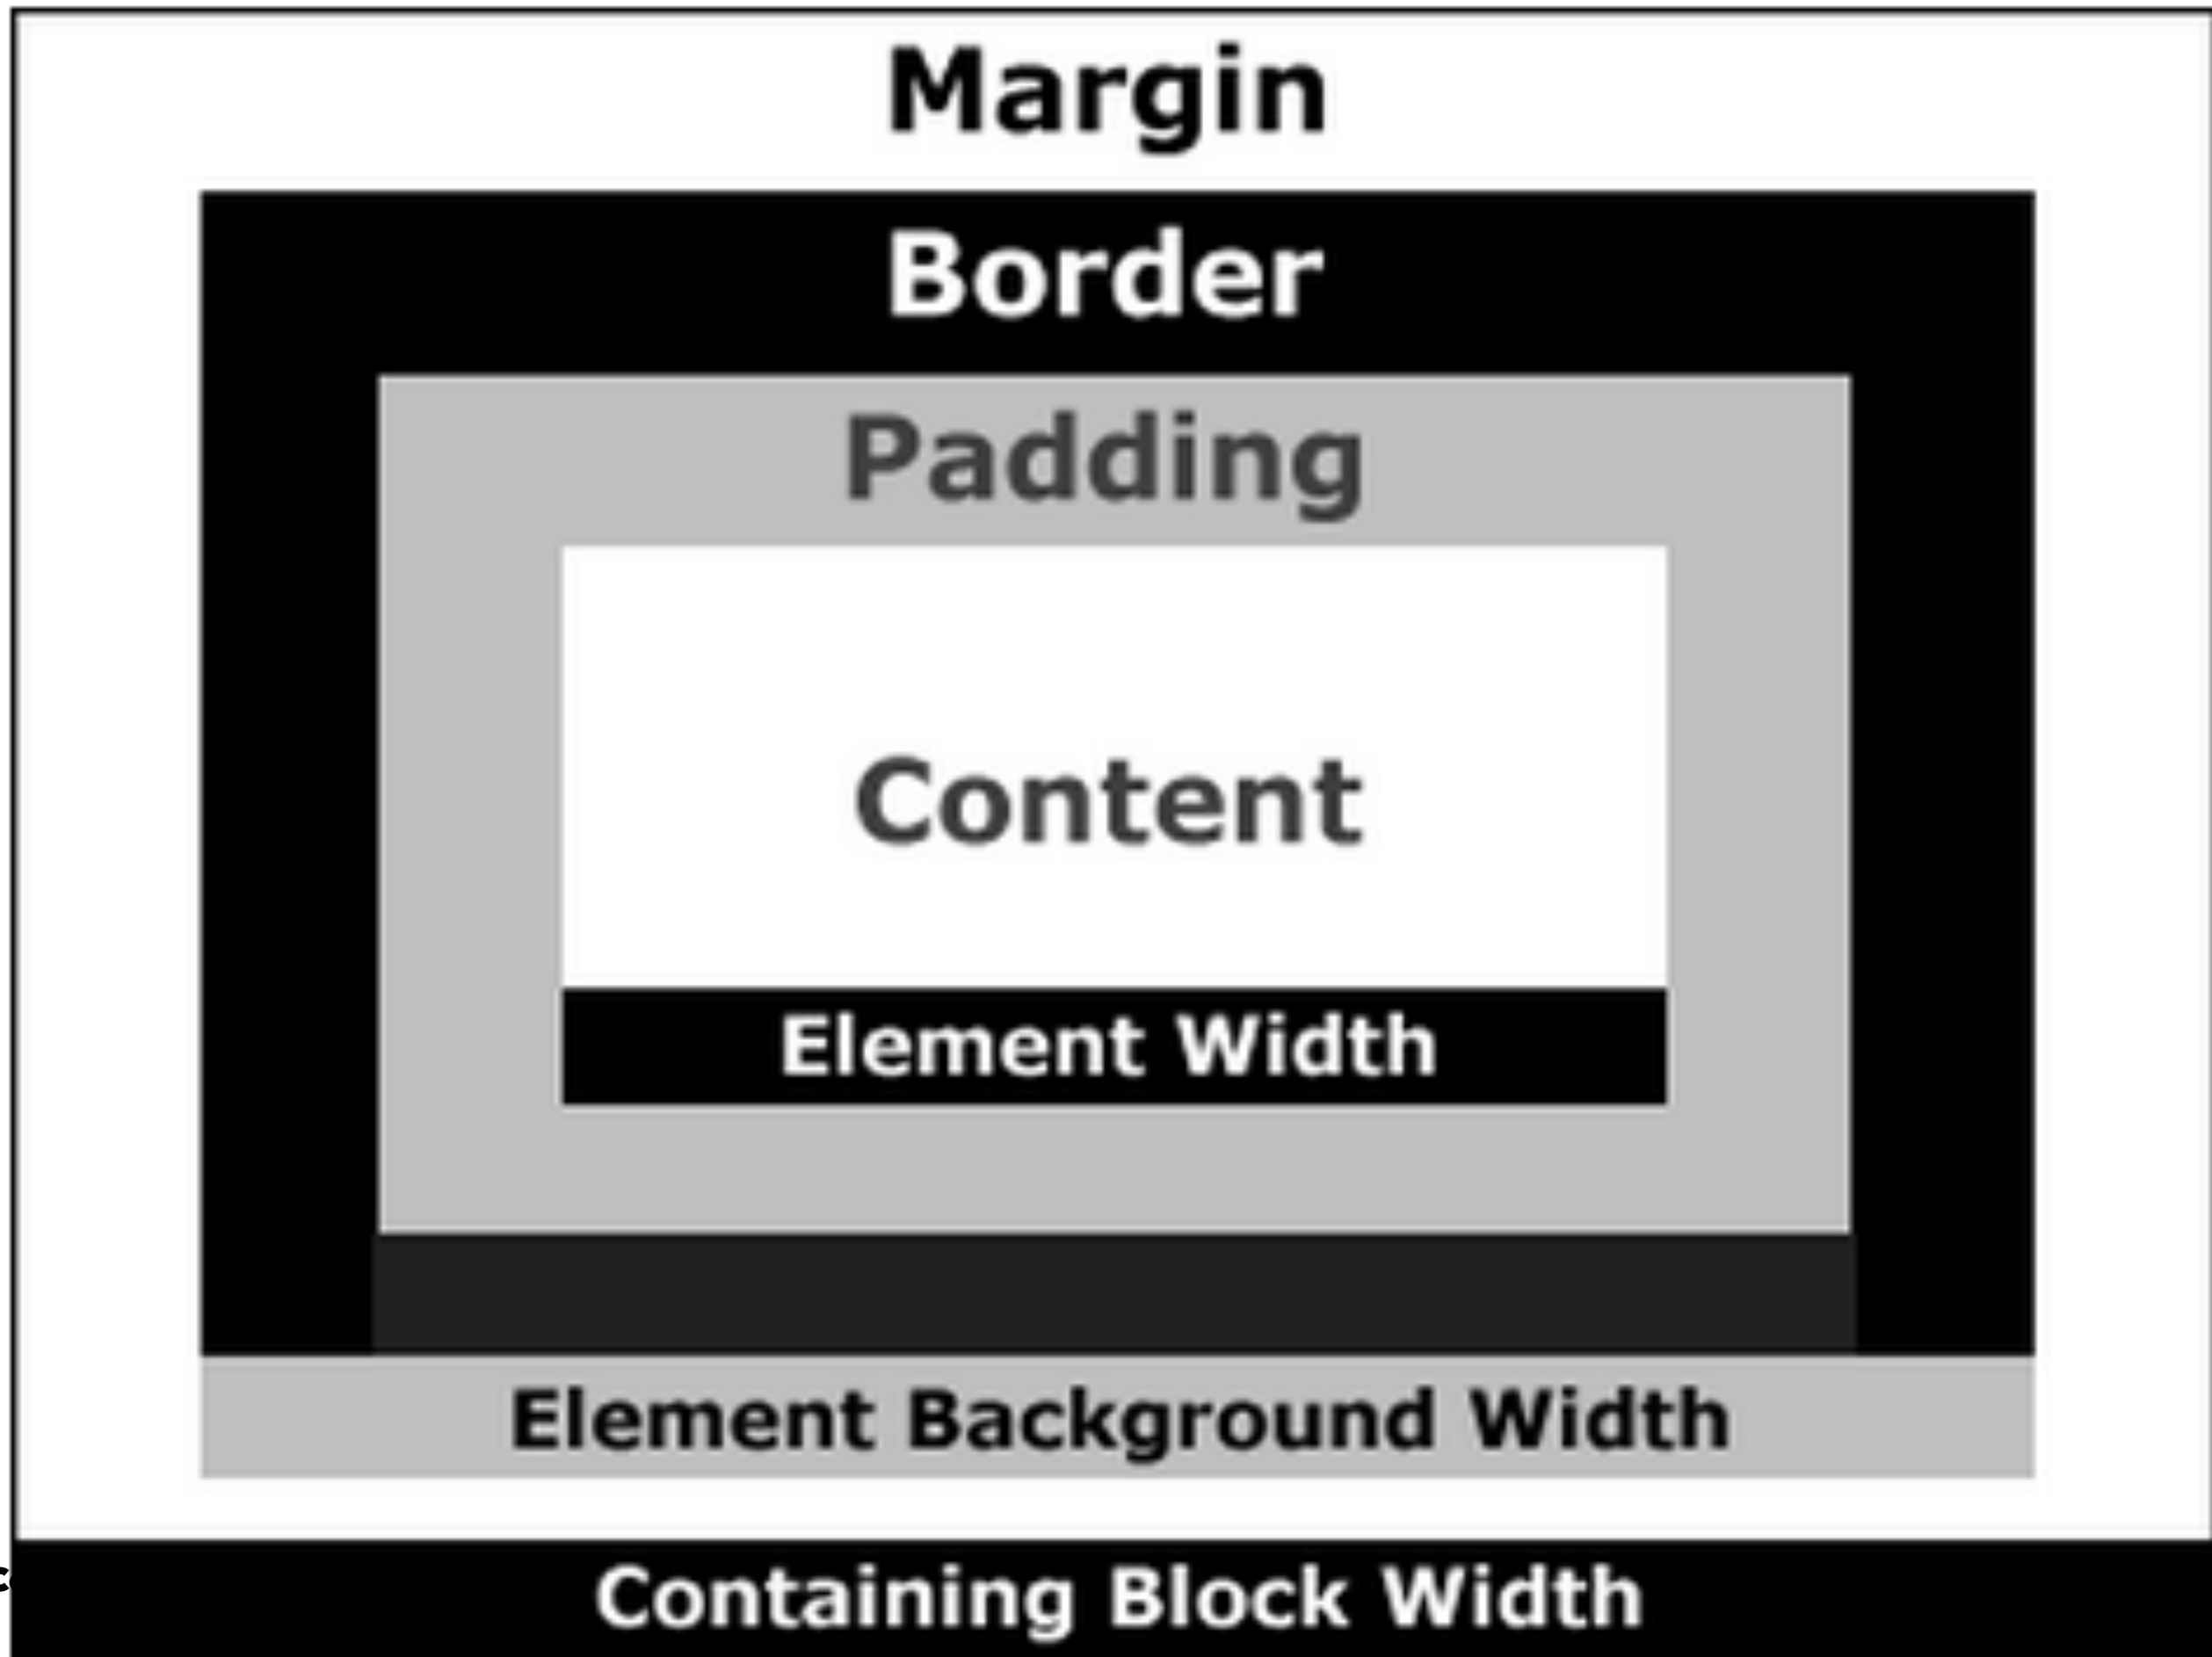 Margin
Border
Padding
Content
Element Width
Element Background Width
Containing Block Width